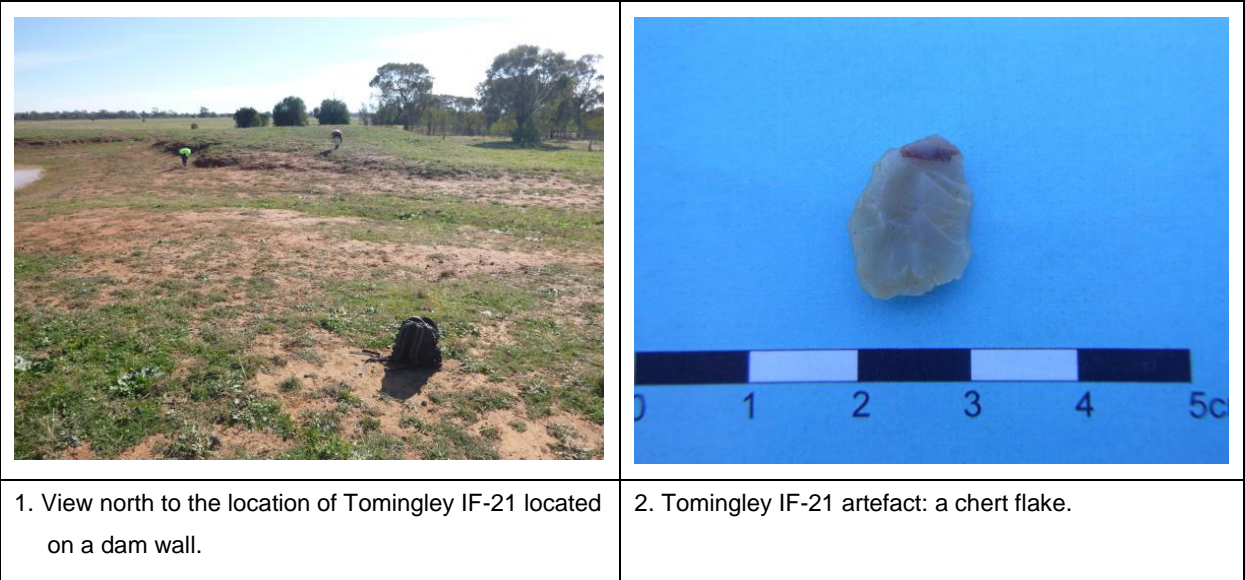 1 2 3 4 5c
1. View north to the location of Tomingley IF-21 located
on a dam wall.
2. Tomingley IF-21 artefact: a chert flake.